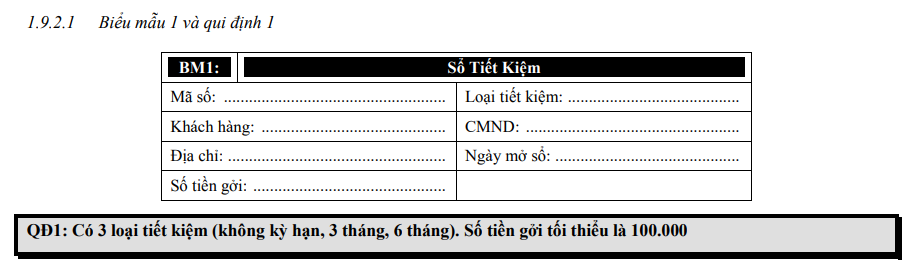 1.9.2.1 Biểu mẫu 1 và qui định 1
BM1: Sổ Tiết Kiệm
Mã số: ..................................................... Loại tiết kiệm: .........................................
Khách hàng: ............................................ CMND: ...................................................
Địa chỉ: .................................................... Ngày mở sổ: ............................................
Số tiền gởi: ..............................................
QĐ1: Có 3 loại tiết kiệm (không kỳ hạn, 3 tháng, 6 tháng). Số tiền gởi tối thiểu là 100.000